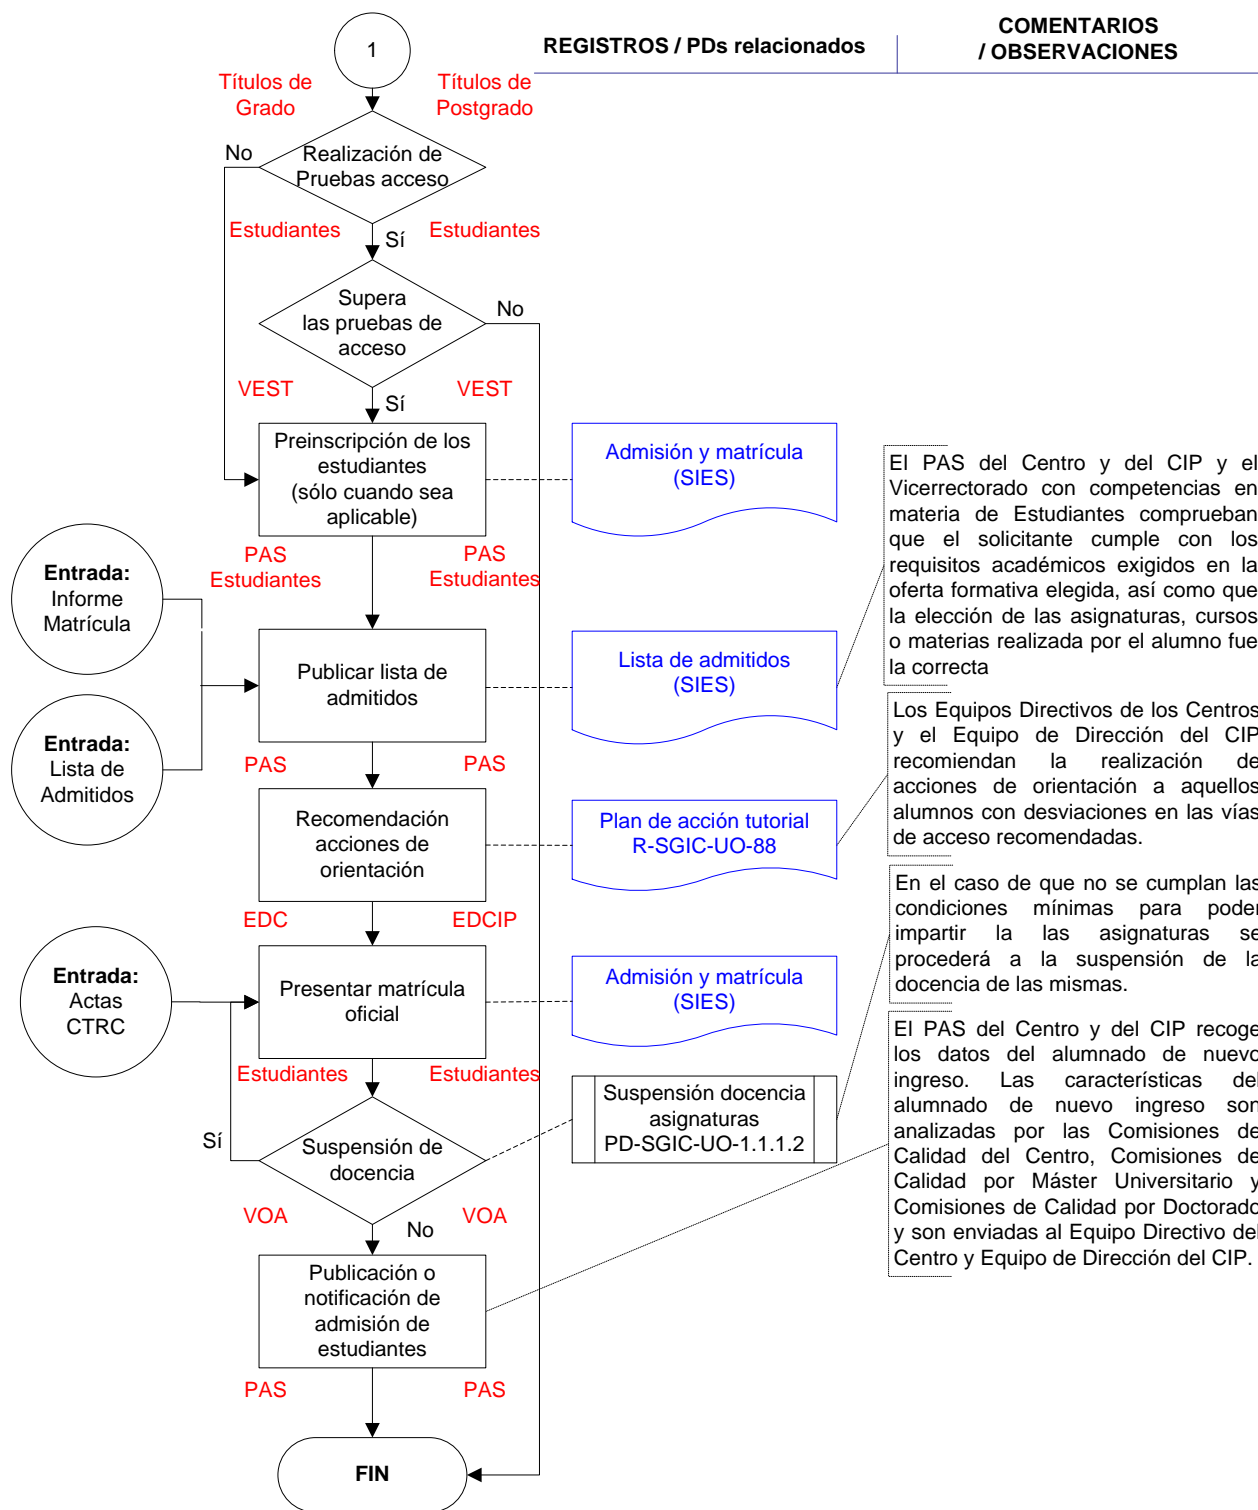 1
REGISTROS / PDs relacionados
COMENTARIOS
/ OBSERVACIONES
Títulos de
Grado
Títulos de
Postgrado
No
Realización de
Pruebas acceso
Estudiantes
Estudiantes
Sí
Supera
las pruebas de
acceso
No
VEST
VEST
Sí
Preinscripción de los
estudiantes
(sólo cuando sea
aplicable)
Admisión y matrícula
(SIES)
El PAS del Centro y del CIP y el
Vicerrectorado con competencias en
materia de Estudiantes comprueban
que el solicitante cumple con los
requisitos académicos exigidos en la
oferta formativa elegida, así como que
la elección de las asignaturas, cursos
o materias realizada por el alumno fue
la correcta
PAS
Estudiantes
PAS
Estudiantes
Entrada:
Informe
Matrícula
Publicar lista de
admitidos
Lista de admitidos
(SIES)
Entrada:
Lista de
Admitidos
PAS
PAS
Los Equipos Directivos de los Centros
y el Equipo de Dirección del CIP
recomiendan la realización de
acciones de orientación a aquellos
alumnos con desviaciones en las vías
de acceso recomendadas.
Recomendación
acciones de
orientación
Plan de acción tutorial
R-SGIC-UO-88
EDC
EDCIP
En el caso de que no se cumplan las
condiciones mínimas para poder
impartir la las asignaturas se
procederá a la suspensión de la
docencia de las mismas.
Entrada:
Actas
CTRC
Presentar matrícula
oficial
Admisión y matrícula
(SIES)
Estudiantes
Estudiantes
El PAS del Centro y del CIP recoge
los datos del alumnado de nuevo
ingreso. Las características del
alumnado de nuevo ingreso son
analizadas por las Comisiones de
Calidad del Centro, Comisiones de
Calidad por Máster Universitario y
Comisiones de Calidad por Doctorado
y son enviadas al Equipo Directivo del
Centro y Equipo de Dirección del CIP.
Suspensión docencia
asignaturas
PD-SGIC-UO-1.1.1.2
Sí
Suspensión de
docencia
VOA
VOA
No
Publicación o
notificación de
admisión de
estudiantes
PAS
PAS
FIN